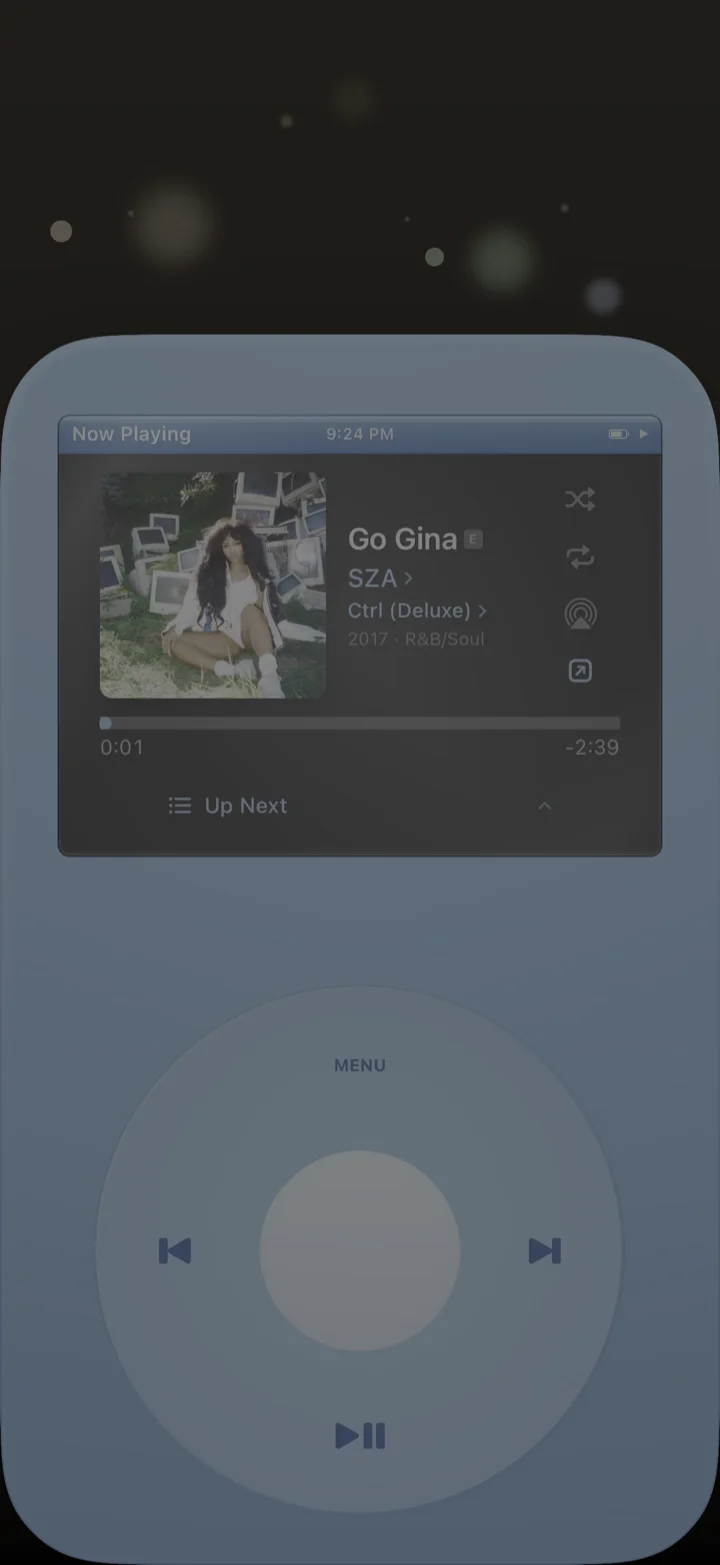 Now Playing 9:24 PM
Go Gina E
SZA >
Ctrl (Deluxe) >
2017 · R&B/Soul
0:01 -2:39
Up Next
MENU